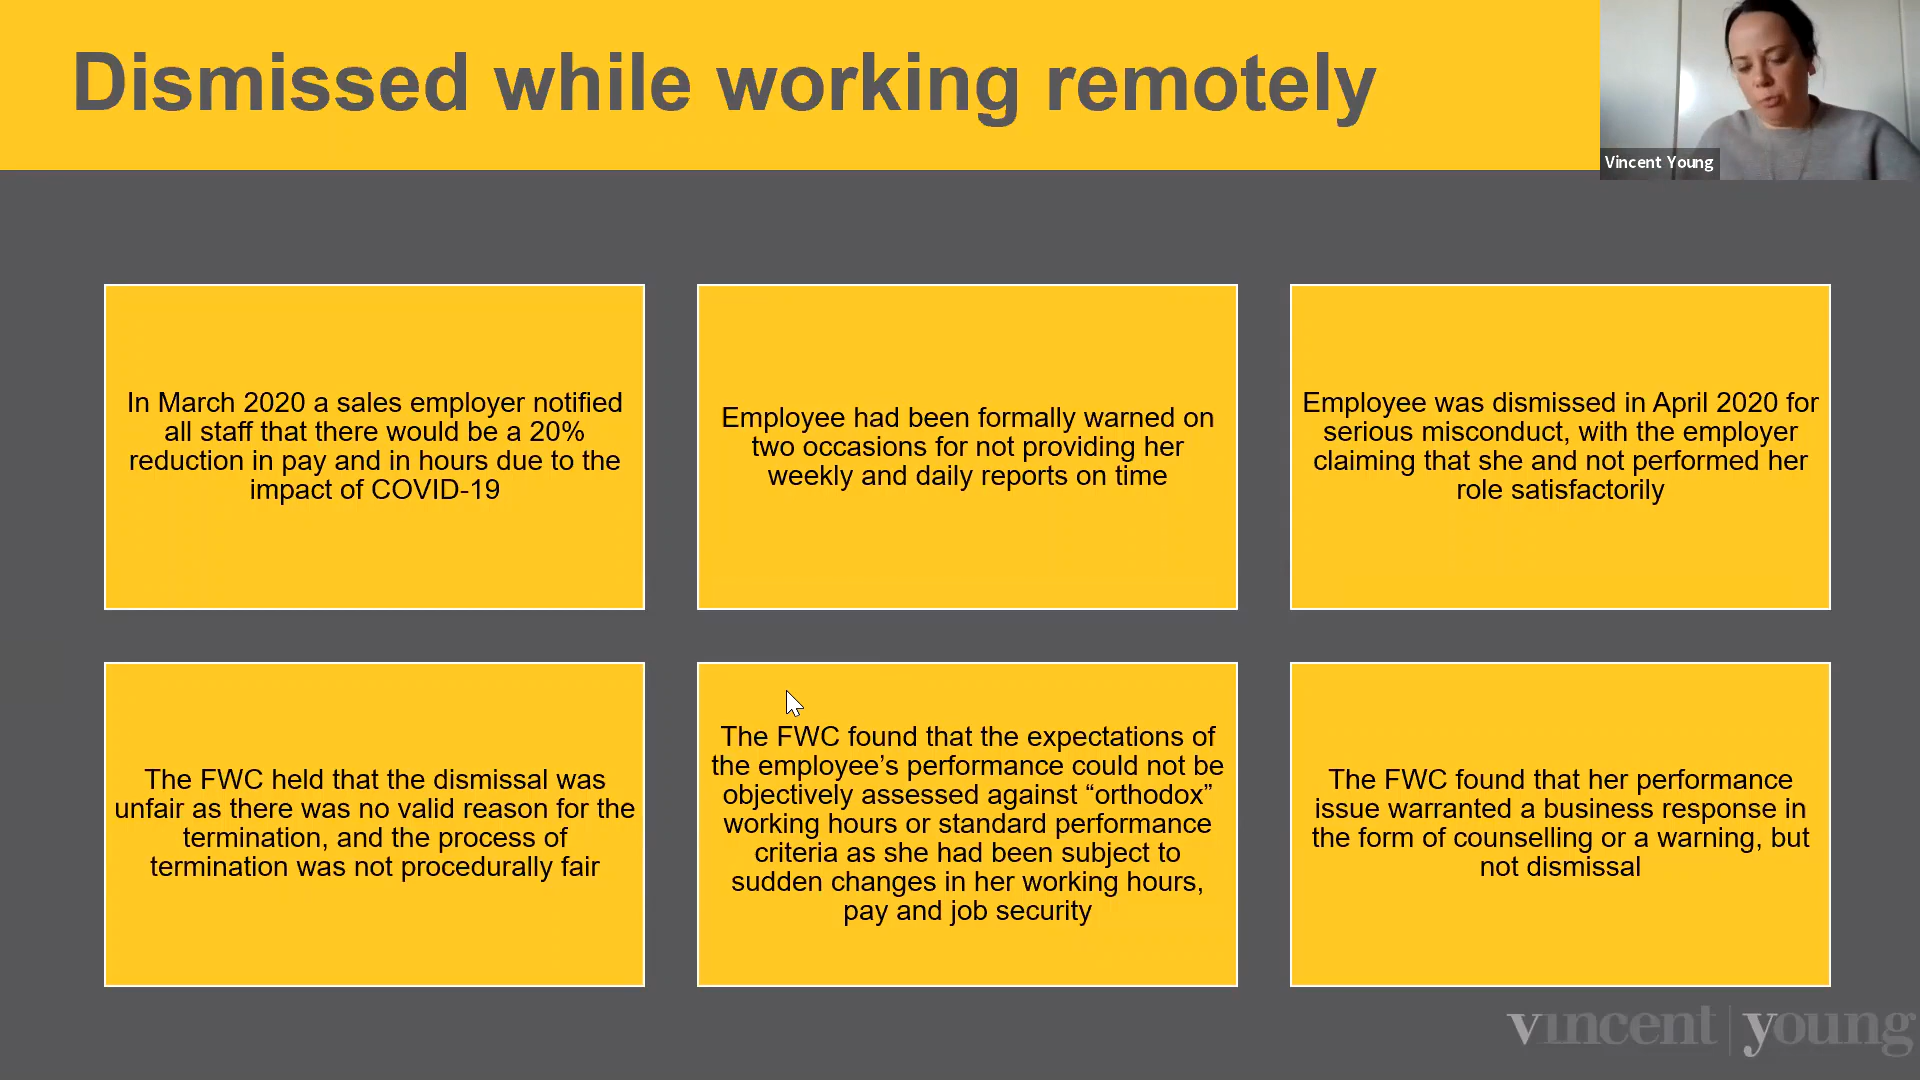 Dismissed while working remotely
Vincent Young
In March 2020 a sales employer notified
all staff that there would be a 20%
reduction in pay and in hours due to the
impact of COVID-19
Employee had been formally warned on
two occasions for not providing her
weekly and daily reports on time
Employee was dismissed in April 2020 for
serious misconduct, with the employer
claiming that she and not performed her
role satisfactorily
The FWC held that the dismissal was
unfair as there was no valid reason for the
termination, and the process of
termination was not procedurally fair
The FWC found that the expectations of
the employee’s performance could not be
objectively assessed against “orthodox”
working hours or standard performance
criteria as she had been subject to
sudden changes in her working hours,
pay and job security
The FWC found that her performance
issue warranted a business response in
the form of counselling or a warning, but
not dismissal
vincent | young